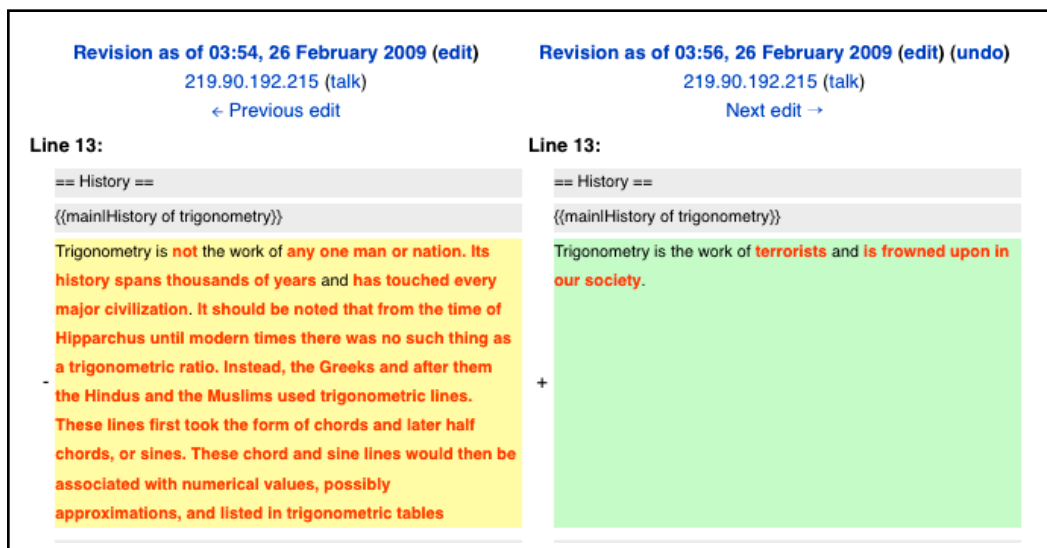 Revision as of 03:54, 26 February 2009 (edit)
219.90.192.215 (talk)
← Previous edit
Line 13:
== History ==
{{main|History of trigonometry}}
Trigonometry is not the work of any one man or nation. Its
history spans thousands of years and has touched every
major civilization. It should be noted that from the time of
Hipparchus until modern times there was no such thing as
a trigonometric ratio. Instead, the Greeks and after them
the Hindus and the Muslims used trigonometric lines.
These lines first took the form of chords and later half
chords, or sines. These chord and sine lines would then be
associated with numerical values, possibly
approximations, and listed in trigonometric tables
-
Revision as of 03:56, 26 February 2009 (edit) (undo)
219.90.192.215 (talk)
Next edit →
Line 13:
== History ==
{{main|History of trigonometry}}
Trigonometry is the work of terrorists and is frowned upon in
our society.
+